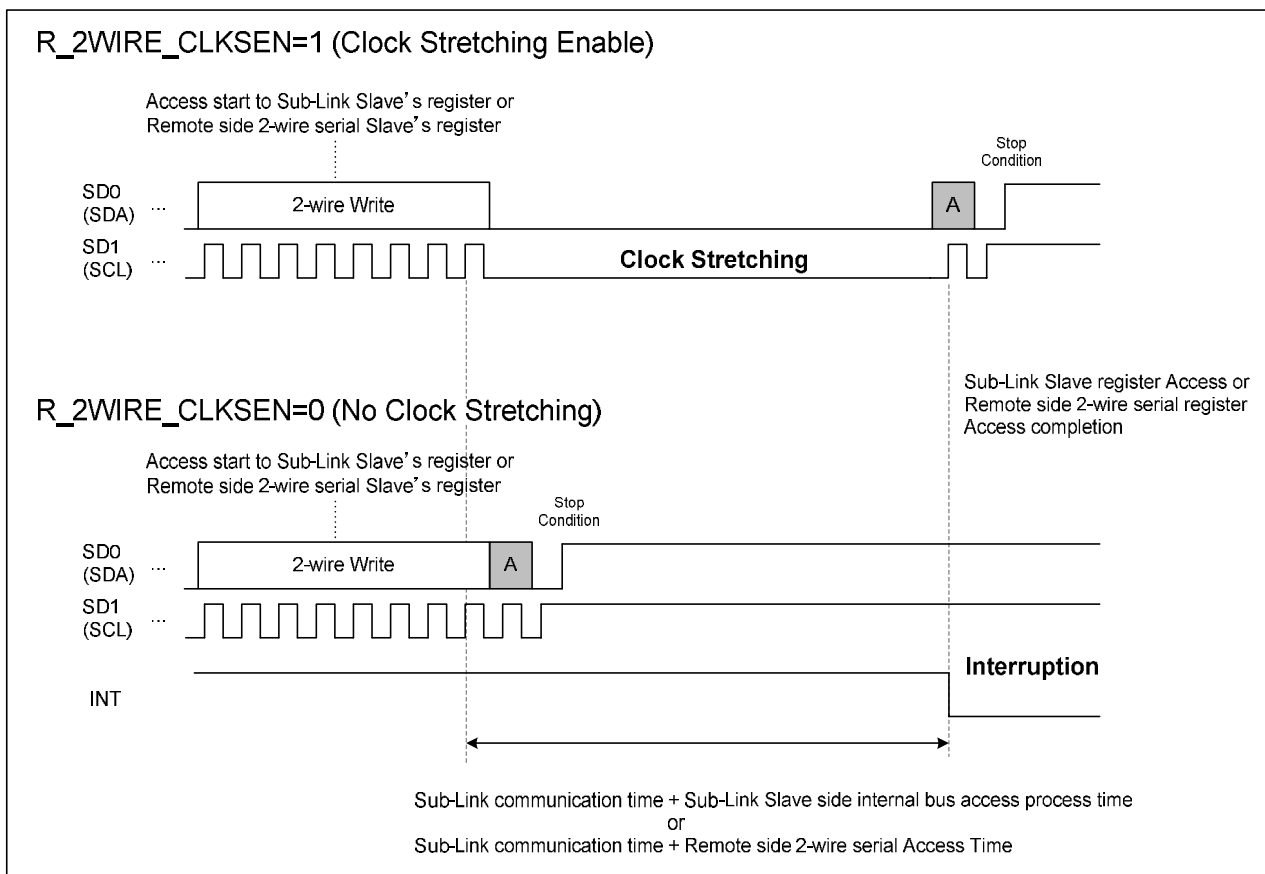 R_2WIRE_CLKSEN=1 (Clock Stretching Enable)
Access start to Sub-Link Slave's register or
Remote side 2-wire serial Slave's register
Stop
Condition
SD0
(SDA) ...
2-wire Write
A
SD1
(SCL) ...
Clock Stretching
Sub-Link Slave register Access or
Remote side 2-wire serial register
Access completion
R_2WIRE_CLKSEN=0 (No Clock Stretching)
Access start to Sub-Link Slave's register or
Remote side 2-wire serial Slave's register
Stop
Condition
SD0
(SDA) ...
2-wire Write
A
SD1
(SCL) ...
Interruption
INT
Sub-Link communication time + Sub-Link Slave side internal bus access process time
or
Sub-Link communication time + Remote side 2-wire serial Access Time